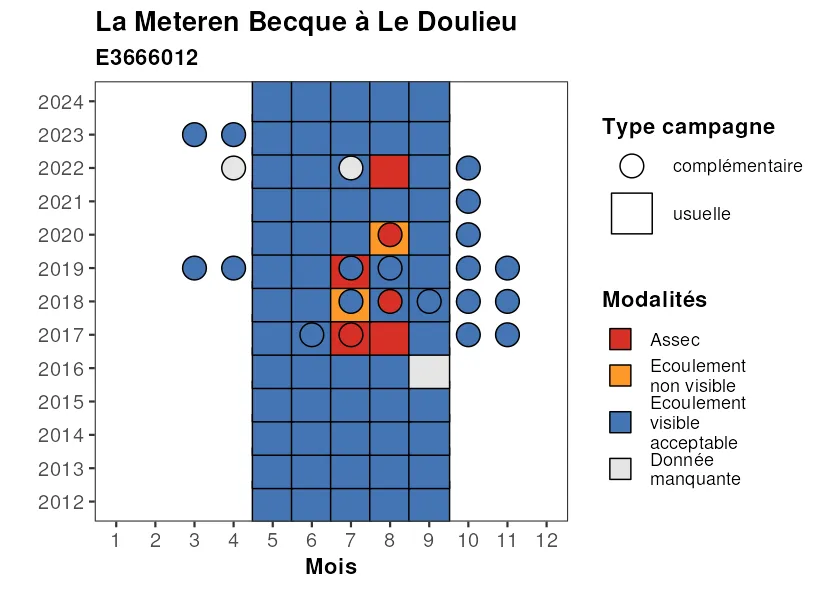 La Meteren Becque à Le Doulieu
E3666012
2024
2023
2022
2021
2020
2019
2018
2017
2016
2015
2014
2013
2012
1 2 3 4 5 6 7 8 9 10 11 12
Mois
Type campagne
complémentaire
usuelle
Modalités
Assec
Ecoulement
non visible
Ecoulement
visible
acceptable
Donnée
manquante